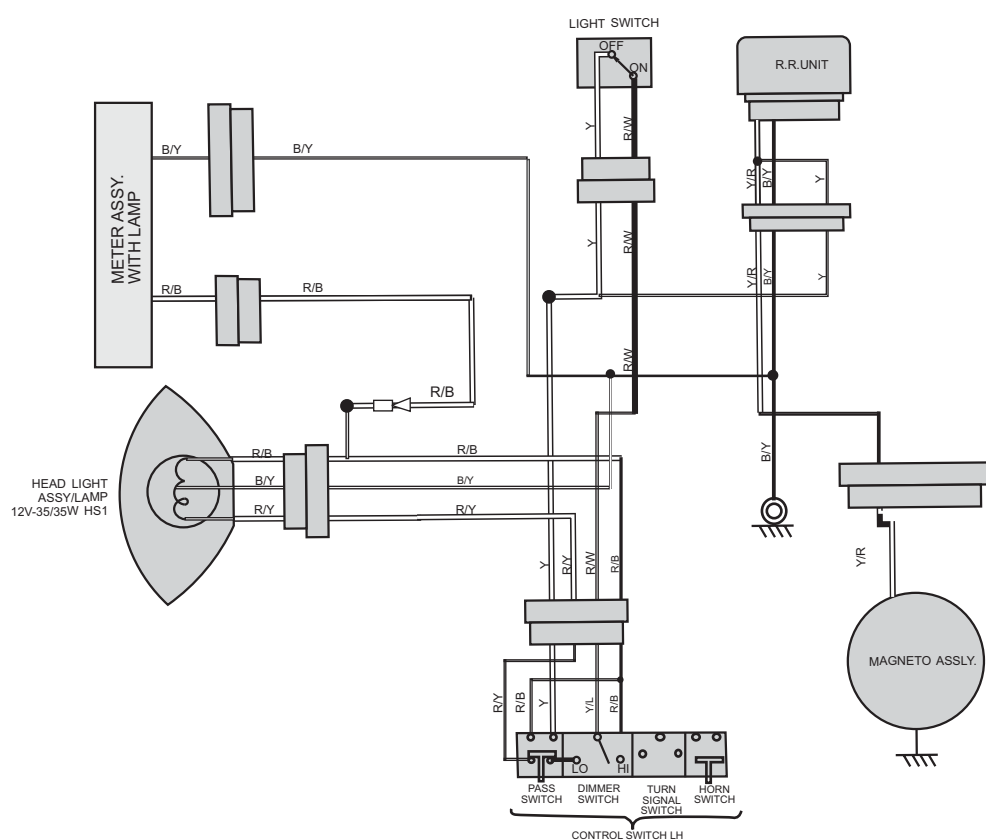 LIGHT SWITCH
OFF
ON
R.R.UNIT
B/Y
B/Y
Y
R/W
Y/R
B/Y
Y
METER ASSY.
WITH LAMP
Y
R/W
Y/R
B/Y
Y
R/B
R/B
R/W
R/B
R/B
R/B
B/Y
HEAD LIGHT
ASSY/LAMP
12V-35/35W HS1
B/Y
B/Y
R/Y
R/Y
Y
R/Y
R/W
R/B
Y/R
MAGNETO ASSLY.
R/Y
R/B
Y
Y/L
R/B
LO
HI
PASS
SWITCH
DIMMER
SWITCH
TURN
SIGNAL
SWITCH
HORN
SWITCH
CONTROL SWITCH LH